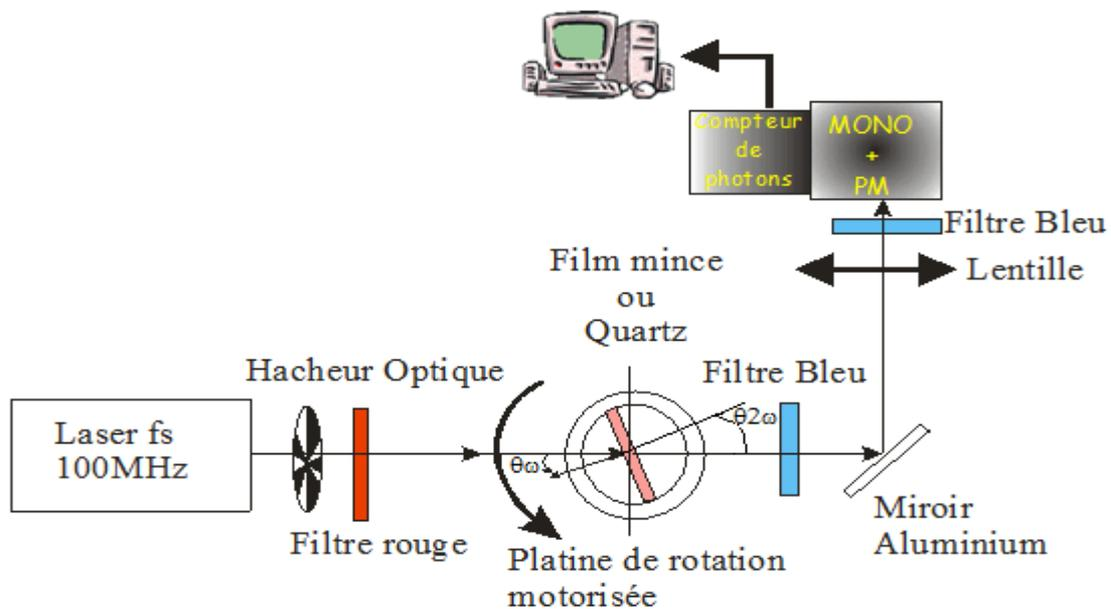 Compteur
de
photons
MONO
+
PM
Filtre Bleu
Lentille
Film mince
ou
Quartz
Hacheur Optique
Filtre Bleu
Laser fs
100MHz
θω
θ2ω
Filtre rouge
Platine de rotation
motorisée
Miroir
Aluminium